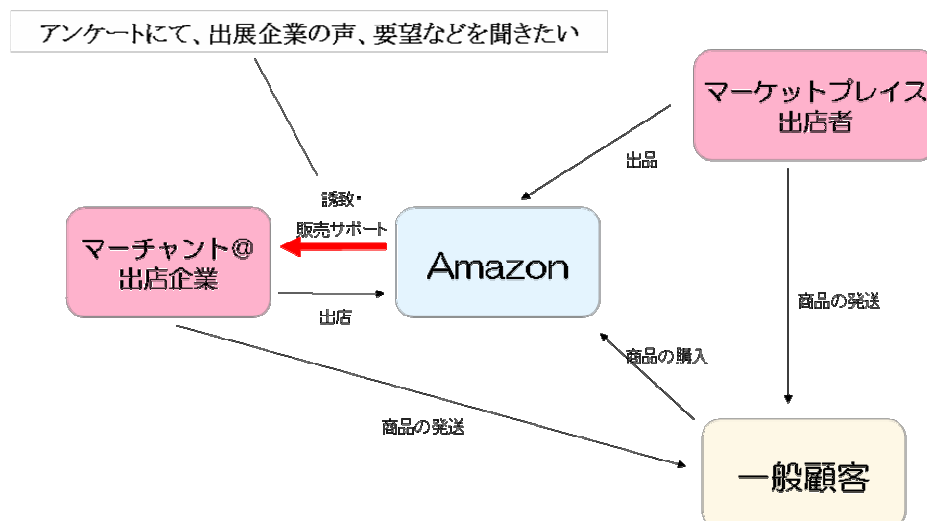 アンケートにて、出展企業の声、要望などを聞きたい
マーケットプレイス
出店者
出品
誘致・
販売サポート
マーチャント@
出店企業
Amazon
出店
商品の発送
商品の購入
商品の発送
一般顧客